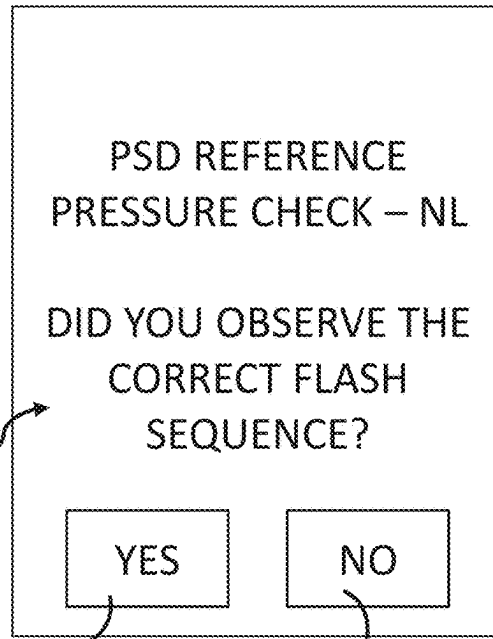 PSD REFERENCE
PRESSURE CHECK – NL
DID YOU OBSERVE THE
CORRECT FLASH
SEQUENCE?
YES
NO